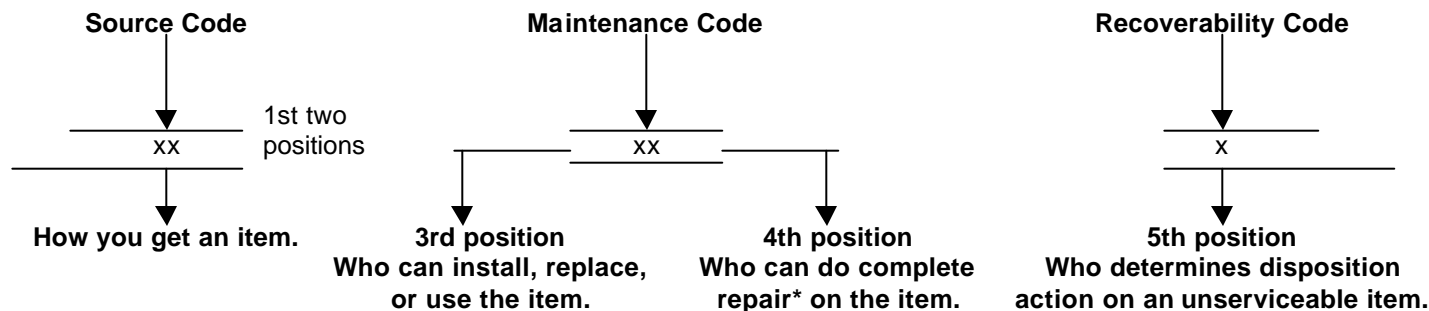 Source Code
Maintenance Code
Recoverability Code
1st two
positions
xx
xx
x
How you get an item.
3rd position
Who can install, replace,
or use the item.
4th position
Who can do complete
repair* on the item.
5th position
Who determines disposition
action on an unserviceable item.